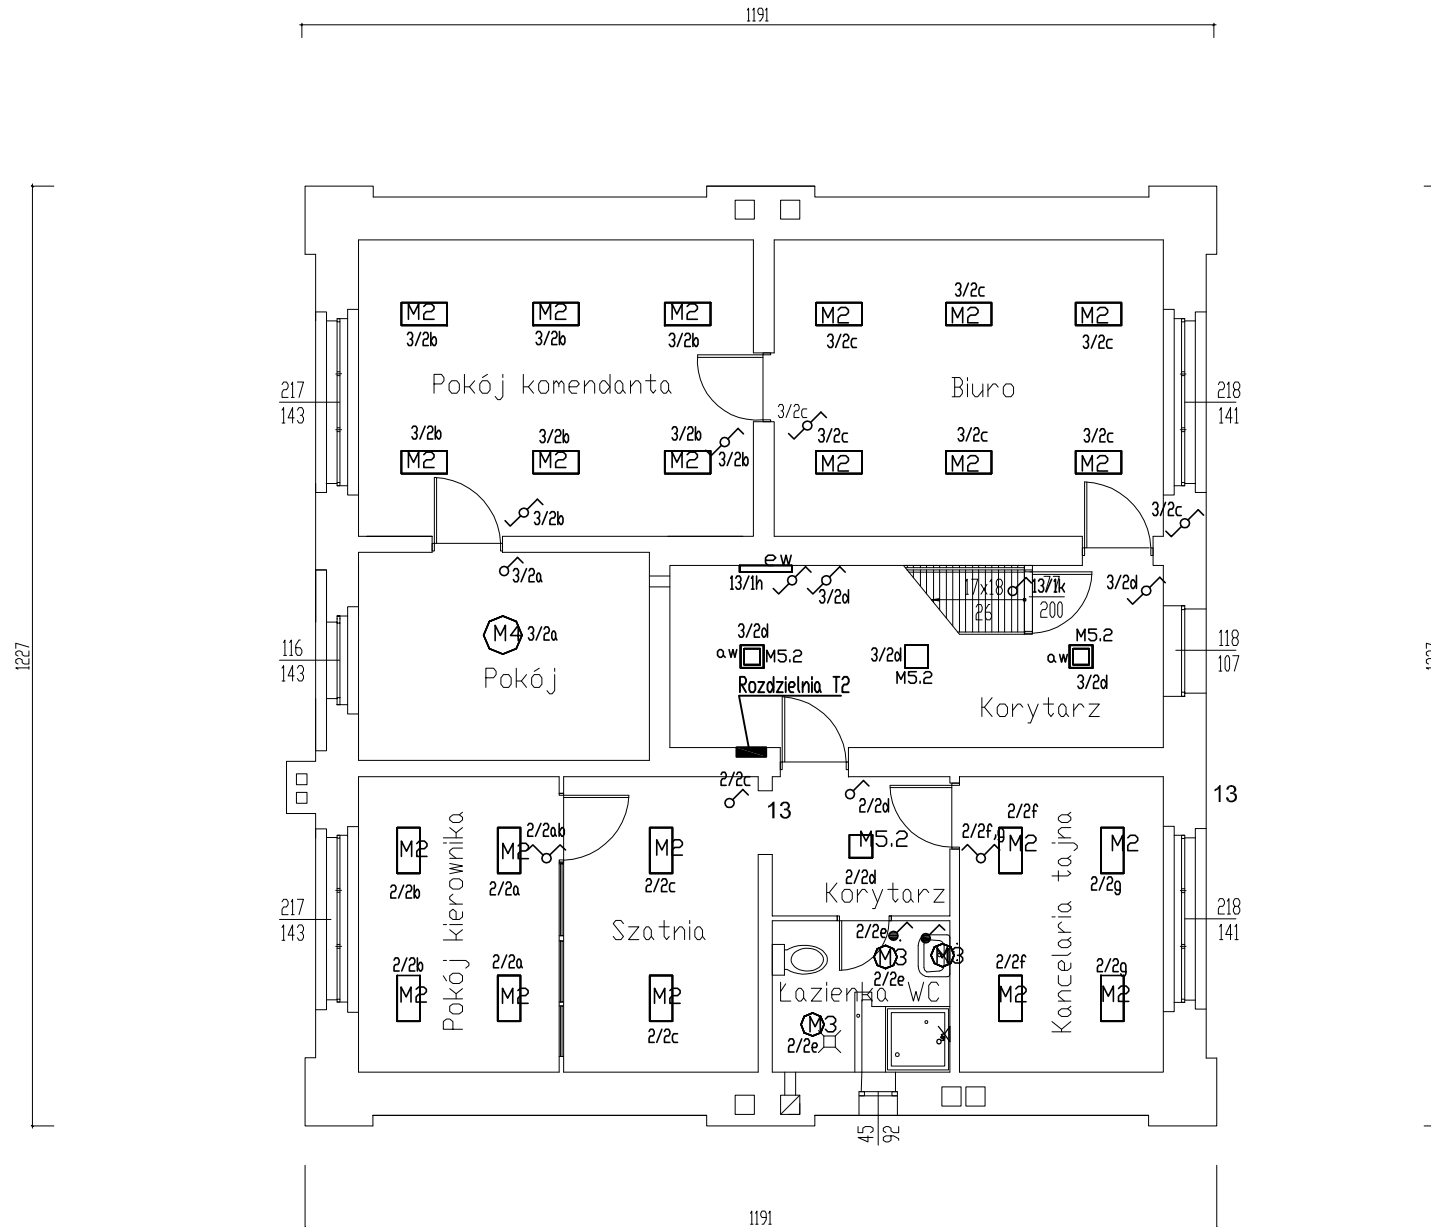 1191
M2 M2 M2
3/2b 3/2b 3/2b
3/2c
M2 M2 M2
3/2c 3/2c
Pokój komendanta
Biuro
217
143
218
141
3/2b 3/2b 3/2b
M2 M2 M2
3/2b
3/2c
3/2c 3/2c 3/2c
M2 M2 M2
3/2b
3/2c
3/2a
ew
13/1h
3/2d
17x18
26
13/1k
200
3/2d
M4 3/2a
Pokój
116
143
3/2d
aw M5.2
3/2d
M5.2
M5.2
aw
3/2d
118
107
Rozdzielnia T2
Korytarz
1227
2/2c
13
2/2d
13
2/2ab
M2 M2
2/2b 2/2a
M2
2/2c
M5.2
2/2d
Korytarz
2/2f,g
2/2f
M2 M2
2/2g
Pokój kierownika
Szatnia
Kancelaria tajna
217
143
218
141
2/2e
M3 M3
2/2e
Łazienka WC
M3
2/2e
2/2b 2/2a
M2 M2
M2
2/2c
2/2f 2/2g
M2 M2
45
92
1191